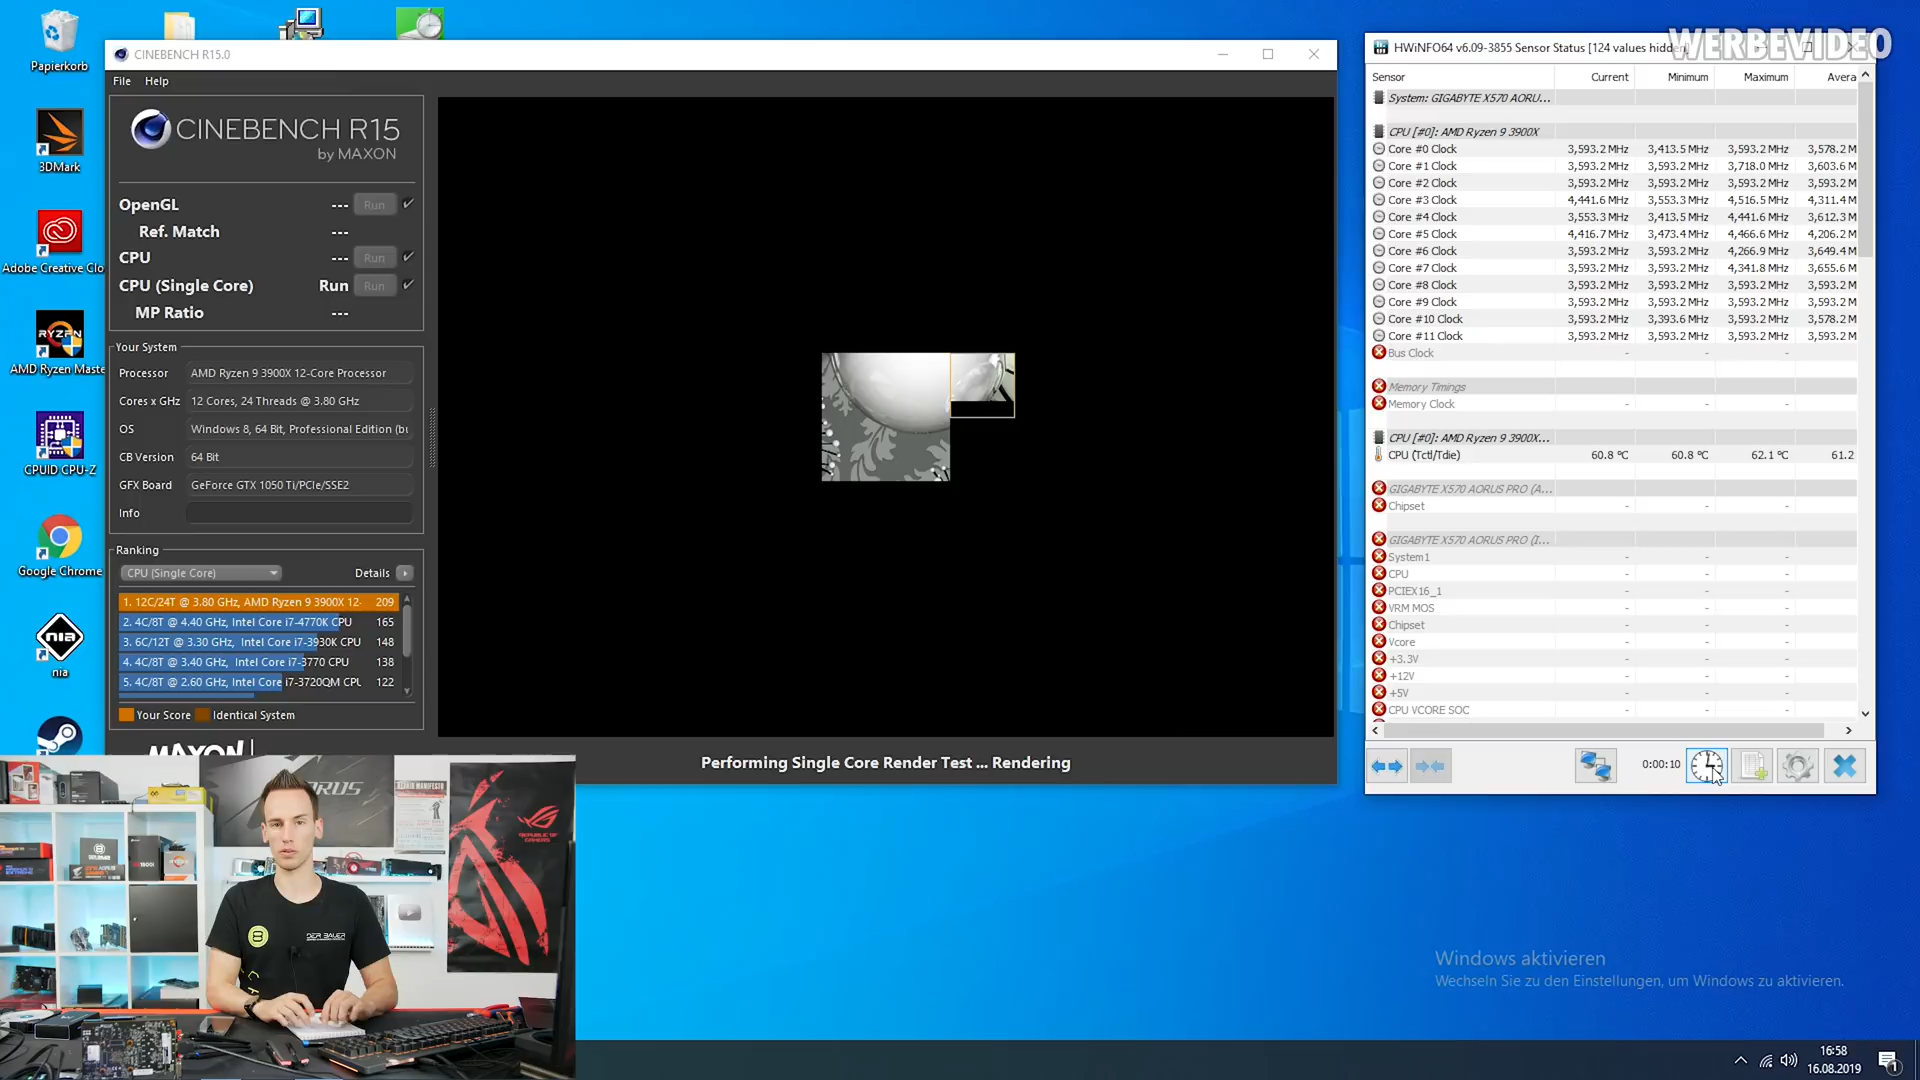 WERBEVIDEO
Papierkorb
3DMark
Adobe Creative Clo
AMD Ryzen Maste
CPUID CPU-Z
Google Chrome
nia
CINEBENCH R15.0
File Help
CINEBENCH R15
by MAXON
OpenGL --- Run
Ref. Match ---
CPU --- Run
CPU (Single Core) Run Run
MP Ratio ---
Your System
Processor AMD Ryzen 9 3900X 12-Core Processor
Cores x GHz 12 Cores, 24 Threads @ 3.80 GHz
OS Windows 8, 64 Bit, Professional Edition (bu
CB Version 64 Bit
GFX Board GeForce GTX 1050 Ti/PCIe/SSE2
Info
Ranking
CPU (Single Core) Details
1. 12C/24T @ 3.80 GHz, AMD Ryzen 9 3900X 12- 209
2. 4C/8T @ 4.40 GHz, Intel Core i7-4770K CPU 165
3. 6C/12T @ 3.30 GHz, Intel Core i7-3930K CPU 148
4. 4C/8T @ 3.40 GHz, Intel Core i7-3770 CPU 138
5. 4C/8T @ 2.60 GHz, Intel Core i7-3720QM CPU 122
Your Score Identical System
MAXON
Performing Single Core Render Test ... Rendering
HWiNFO64 v6.09-3855 Sensor Status [124 values hidden
Sensor Current Minimum Maximum Avera
System: GIGABYTE X570 AORU...
CPU [#0]: AMD Ryzen 9 3900X
Core #0 Clock 3,593.2 MHz 3,413.5 MHz 3,593.2 MHz 3,578.2 M
Core #1 Clock 3,593.2 MHz 3,593.2 MHz 3,718.0 MHz 3,603.6 M
Core #2 Clock 3,593.2 MHz 3,593.2 MHz 3,593.2 MHz 3,593.2 M
Core #3 Clock 4,441.6 MHz 3,553.3 MHz 4,516.5 MHz 4,311.4 M
Core #4 Clock 3,553.3 MHz 3,413.5 MHz 4,441.6 MHz 3,612.3 M
Core #5 Clock 4,416.7 MHz 3,473.4 MHz 4,466.6 MHz 4,206.2 M
Core #6 Clock 3,593.2 MHz 3,593.2 MHz 4,266.9 MHz 3,649.4 M
Core #7 Clock 3,593.2 MHz 3,593.2 MHz 4,341.8 MHz 3,655.6 M
Core #8 Clock 3,593.2 MHz 3,593.2 MHz 3,593.2 MHz 3,593.2 M
Core #9 Clock 3,593.2 MHz 3,593.2 MHz 3,593.2 MHz 3,593.2 M
Core #10 Clock 3,593.2 MHz 3,393.6 MHz 3,593.2 MHz 3,578.2 M
Core #11 Clock 3,593.2 MHz 3,593.2 MHz 3,593.2 MHz 3,593.2 M
Bus Clock - - -
Memory Timings
Memory Clock - - -
CPU [#0]: AMD Ryzen 9 3900X...
CPU (Tctl/Tdie) 60.8 °C 60.8 °C 62.1 °C 61.2
GIGABYTE X570 AORUS PRO (A...
Chipset - - -
GIGABYTE X570 AORUS PRO (I...
System1 - - -
CPU - - -
PCIEX16_1 - - -
VRM MOS - - -
Chipset - - -
Vcore - - -
+3.3V - - -
+12V - - -
+5V - - -
CPU VCORE SOC - - -
0:00:10
RUS
REPUBLIC OF
GAMERS
DER BAUER
Windows aktivieren
Wechseln Sie zu den Einstellungen, um Windows zu aktivieren.
16:58
16.08.2019
1